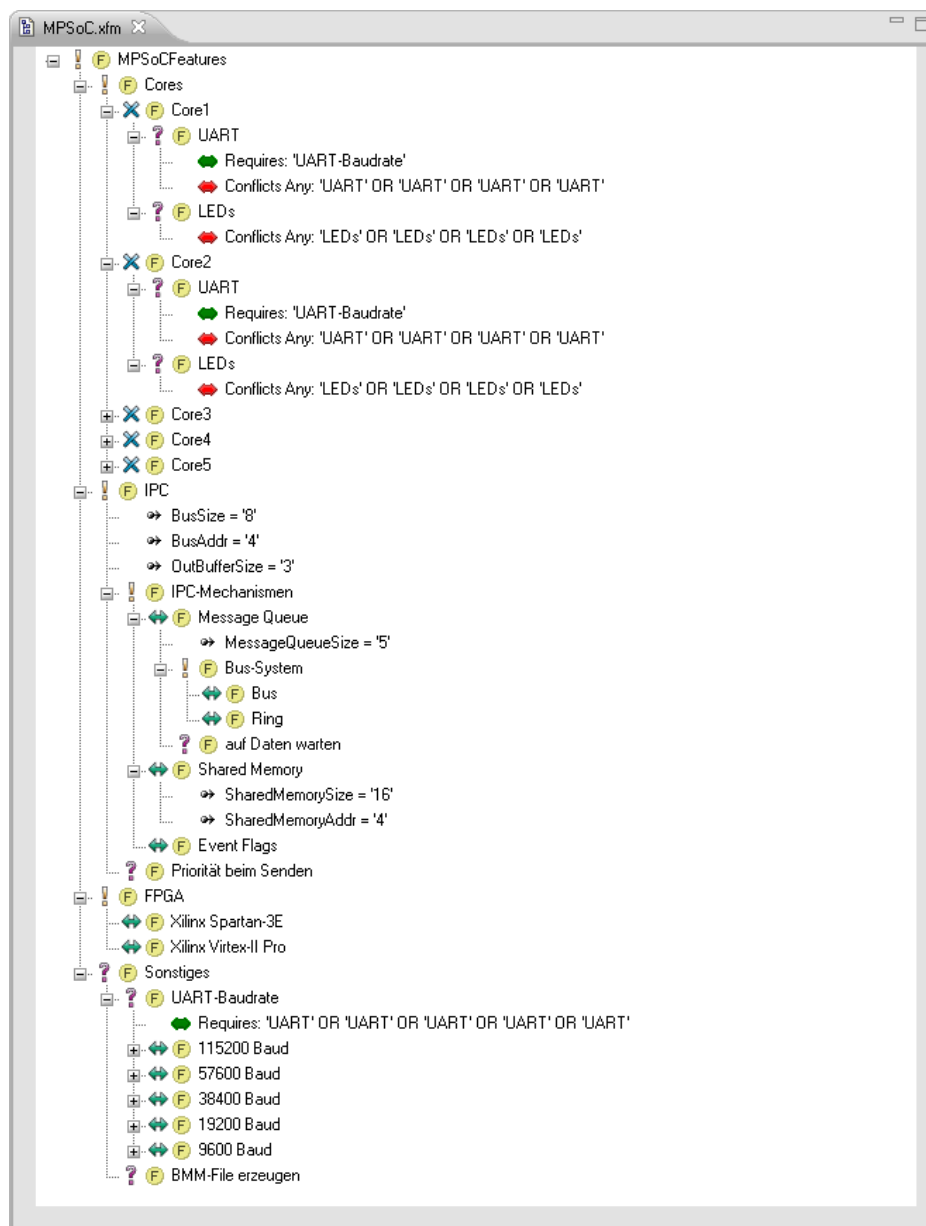 MPSoC.xfm
! F MPSoCFeatures
! F Cores
F Core1
? F UART
Requires: 'UART-Baudrate'
Conflicts Any: 'UART' OR 'UART' OR 'UART' OR 'UART'
? F LEDs
Conflicts Any: 'LEDs' OR 'LEDs' OR 'LEDs' OR 'LEDs'
F Core2
? F UART
Requires: 'UART-Baudrate'
Conflicts Any: 'UART' OR 'UART' OR 'UART' OR 'UART'
? F LEDs
Conflicts Any: 'LEDs' OR 'LEDs' OR 'LEDs' OR 'LEDs'
F Core3
F Core4
F Core5
! F IPC
BusSize = '8'
BusAddr = '4'
OutBufferSize = '3'
! F IPC-Mechanismen
F Message Queue
MessageQueueSize = '5'
! F Bus-System
F Bus
F Ring
? F auf Daten warten
F Shared Memory
SharedMemorySize = '16'
SharedMemoryAddr = '4'
F Event Flags
? F Priorität beim Senden
! F FPGA
F Xilinx Spartan-3E
F Xilinx Virtex-II Pro
? F Sonstiges
? F UART-Baudrate
Requires: 'UART' OR 'UART' OR 'UART' OR 'UART' OR 'UART'
F 115200 Baud
F 57600 Baud
F 38400 Baud
F 19200 Baud
F 9600 Baud
? F BMM-File erzeugen